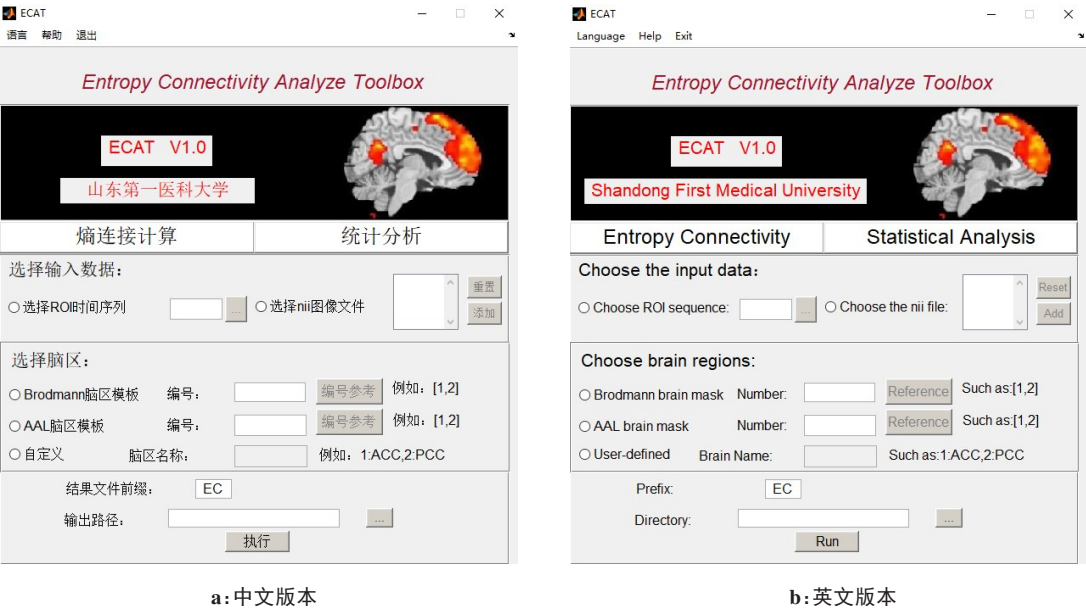 ECAT
语言 帮助 退出
Entropy Connectivity Analyze Toolbox
ECAT V1.0
山东第一医科大学
熵连接计算 统计分析
选择输入数据：
选择ROI时间序列 ... 选择nii图像文件 重置
添加
选择脑区：
Brodmann脑区模板 编号： 编号参考 例如：[1,2]
AAL脑区模板 编号： 编号参考 例如：[1,2]
自定义 脑区名称： 例如：1:ACC,2:PCC
结果文件前缀： EC
输出路径： ...
执行
a:中文版本
ECAT
Language Help Exit
Entropy Connectivity Analyze Toolbox
ECAT V1.0
Shandong First Medical University
Entropy Connectivity Statistical Analysis
Choose the input data:
Choose ROI sequence: ... Choose the nii file: Reset
Add
Choose brain regions:
Brodmann brain mask Number: Reference Such as:[1,2]
AAL brain mask Number: Reference Such as:[1,2]
User-defined Brain Name: Such as:1:ACC,2:PCC
Prefix: EC
Directory: ...
Run
b:英文版本